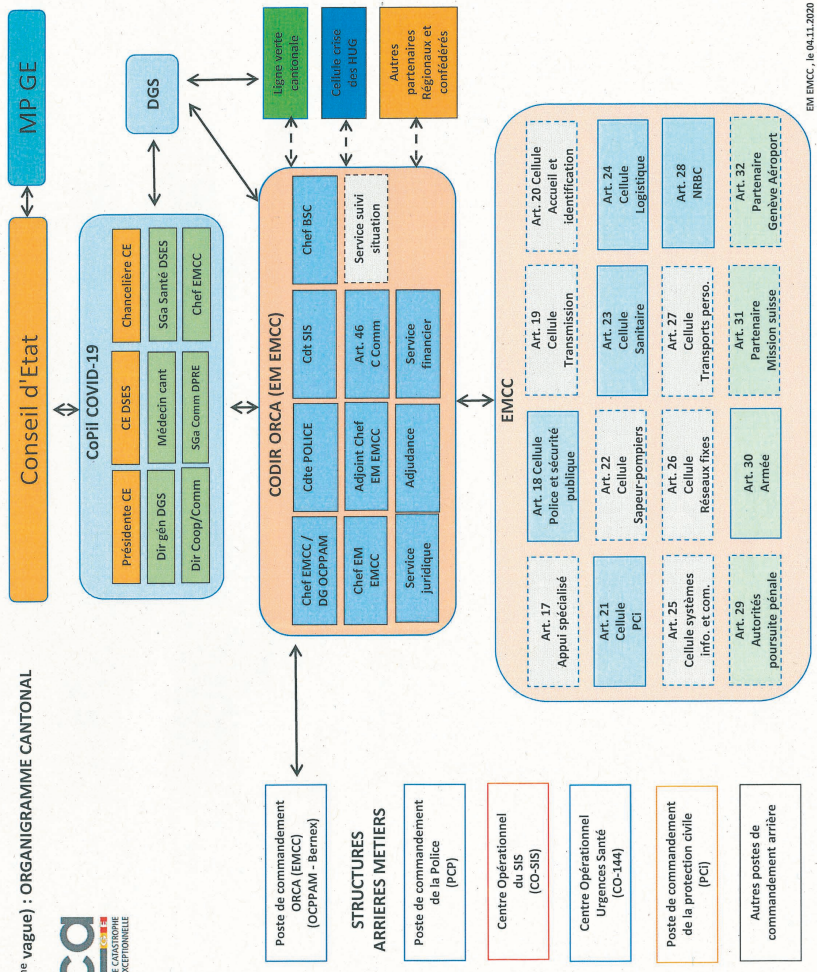 me vague) : ORGANIGRAMME CANTONAL
ca
E CATASTROPHE
XCEPTIONNELLE
Conseil d'Etat
MP GE
CoPil COVID-19
Présidente CE
CE DSES
Chancelière CE
Dir gén DGS
Médecin cant
SGa Santé DSES
Dir Coop/Comm
SGa Comm DPRE
Chef EMCC
DGS
CODIR ORCA (EM EMCC)
Chef EMCC /
DG OCPPAM
Cdte POLICE
Cdt SIS
Chef BSC
Chef EM
EMCC
Adjoint Chef
EM EMCC
Art. 46
C Comm
Service suivi
situation
Service
juridique
Adjudance
Service
financier
Ligne verte
cantonale
Cellule crise
des HUG
Autres
partenaires
Régionaux et
confédérés
Poste de commandement
ORCA (EMCC)
(OCPPAM - Bernex)
STRUCTURES
ARRIERES METIERS
Poste de commandement
de la Police
(PCP)
Centre Opérationnel
du SIS
(CO-SIS)
Centre Opérationnel
Urgences Santé
(CO-144)
Poste de commandement
de la protection civile
(PCi)
Autres postes de
commandement arrière
EMCC
Art. 17
Appui spécialisé
Art. 18 Cellule
Police et sécurité
publique
Art. 19
Cellule
Transmission
Art. 20 Cellule
Accueil et
identification
Art. 21
Cellule
PCi
Art. 22
Cellule
Sapeur-pompiers
Art. 23
Cellule
Sanitaire
Art. 24
Cellule
Logistique
Art. 25
Cellule systèmes
info. et com.
Art. 26
Cellule
Réseaux fixes
Art. 27
Cellule
Transports perso.
Art. 28
NRBC
Art. 29
Autorités
poursuite pénale
Art. 30
Armée
Art. 31
Partenaire
Mission suisse
Art. 32
Partenaire
Genève Aéroport
EM EMCC , le 04.11.2020